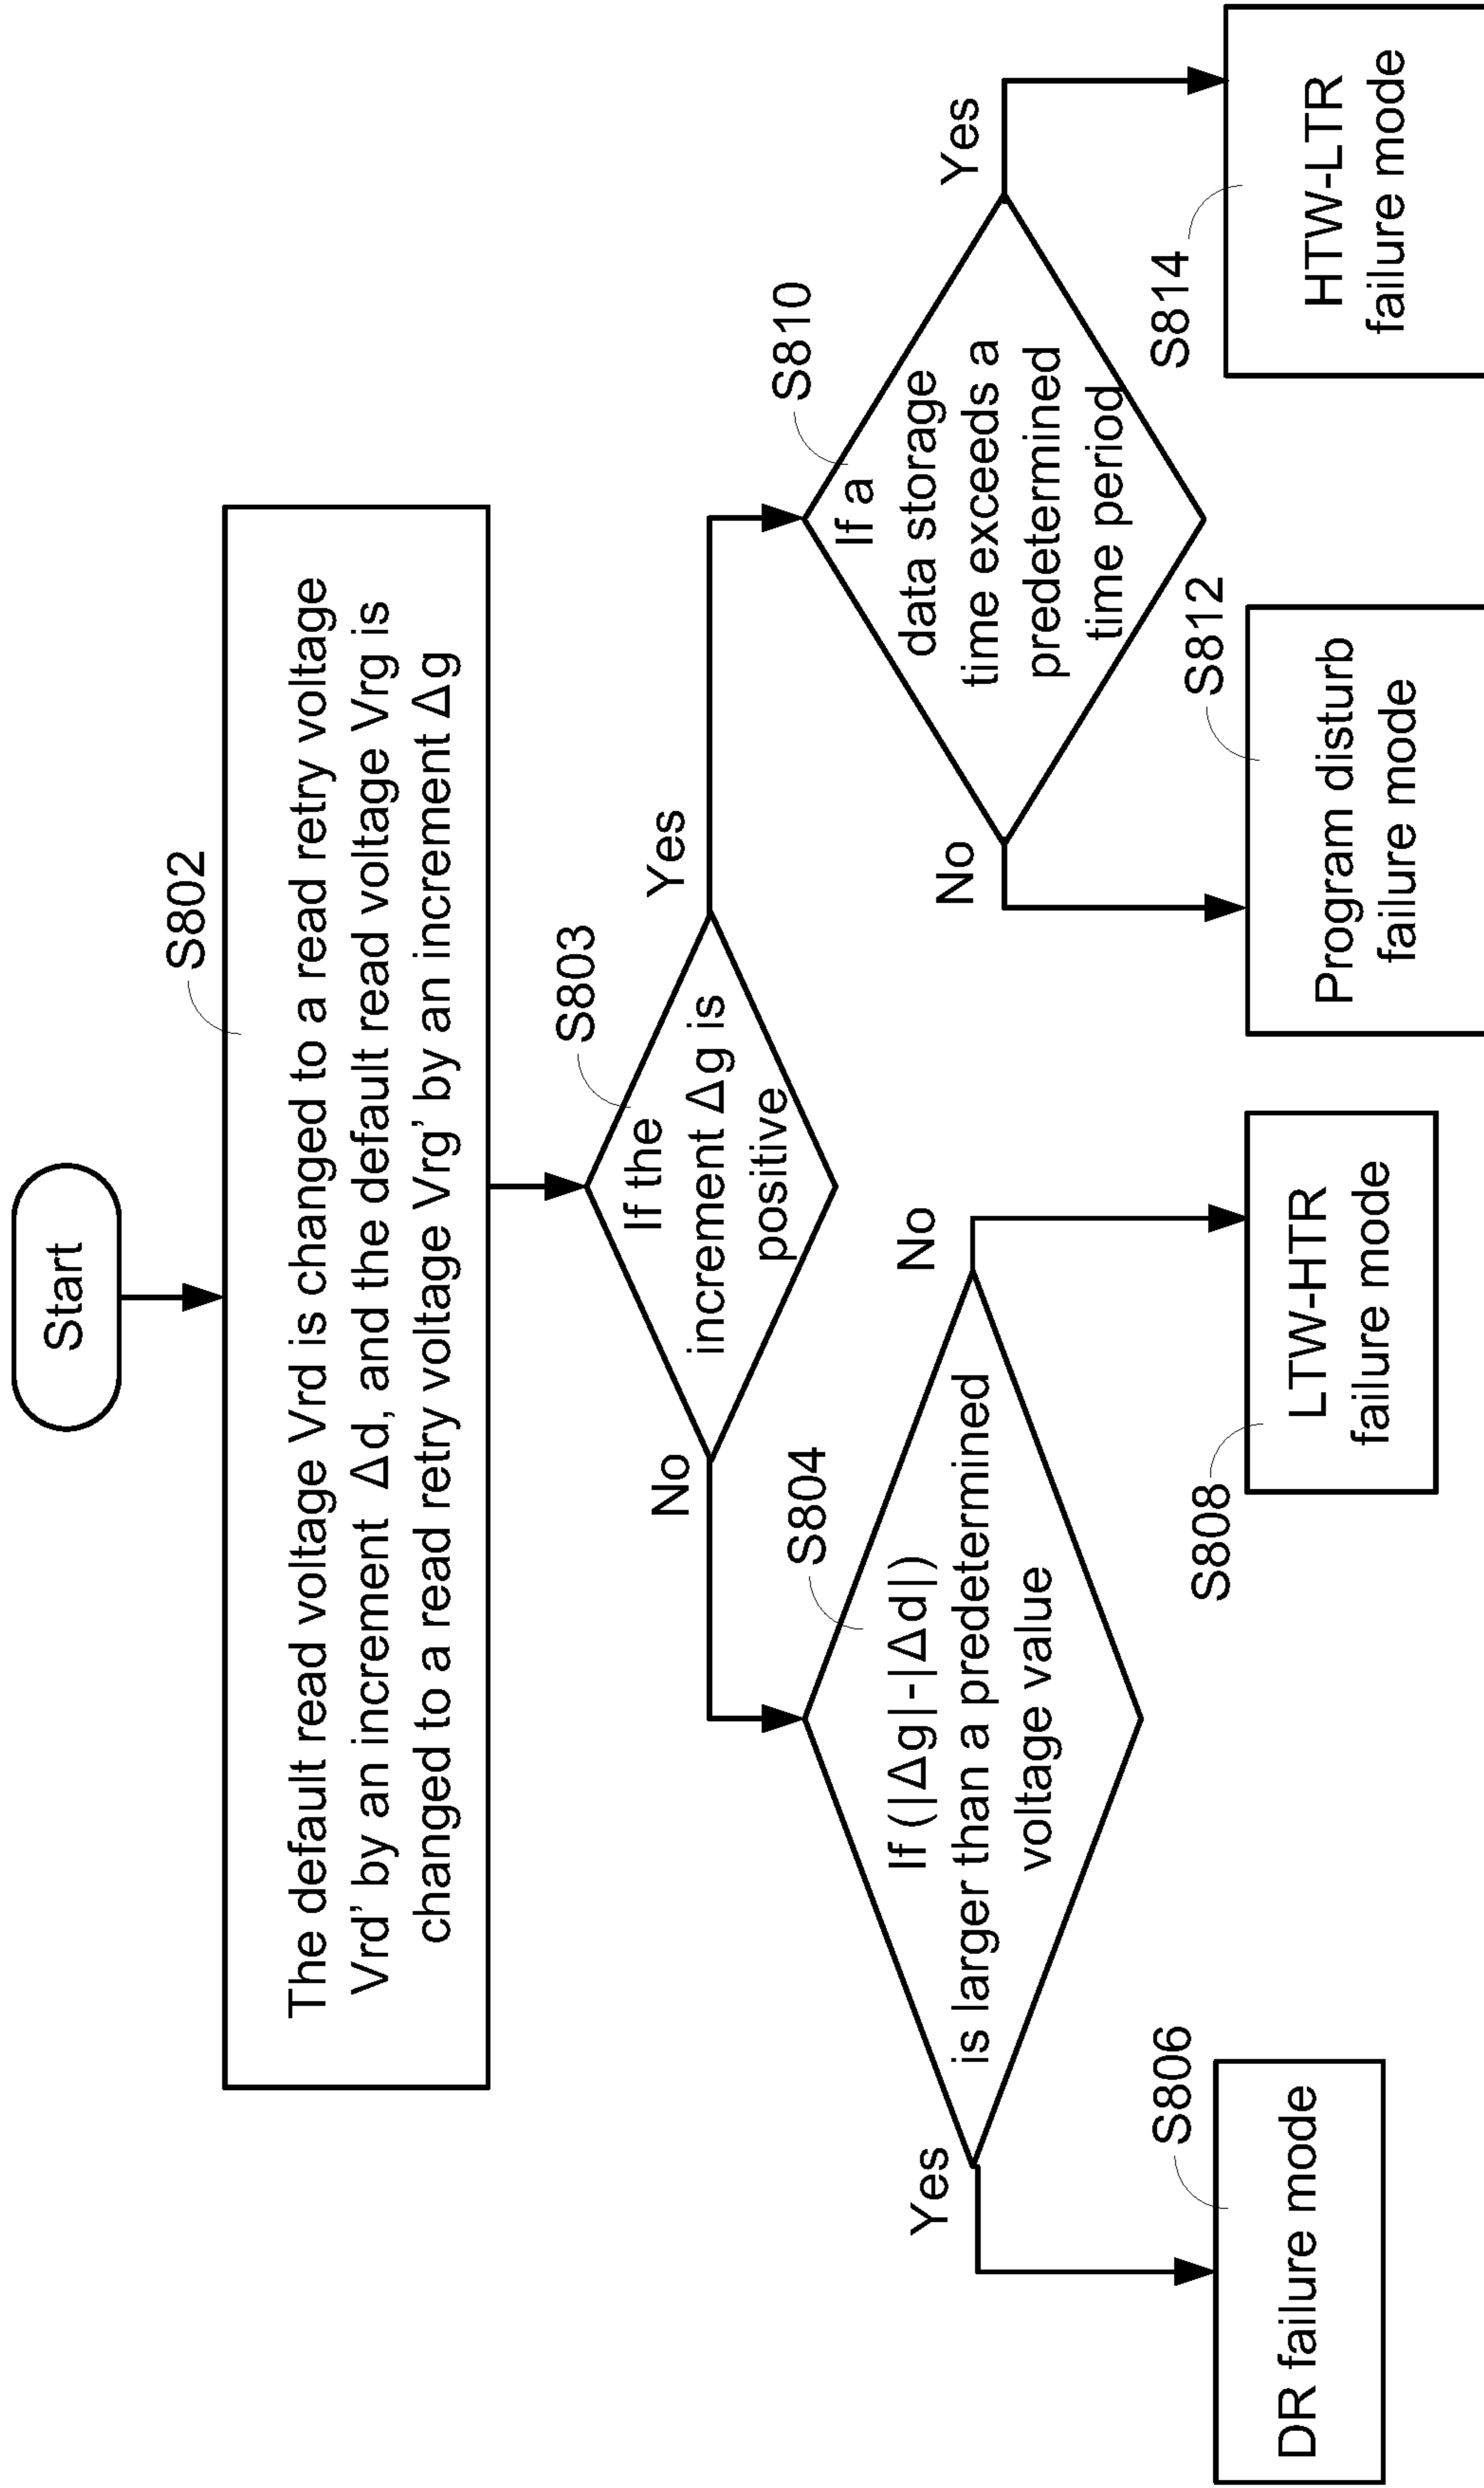 Start
S802
The default read voltage Vrd is changed to a read retry voltage
Vrd’ by an increment Δd, and the default read voltage Vrg is
changed to a read retry voltage Vrg’ by an increment Δg
S803
If the
increment Δg is
positive
No
Yes
S804
If (|Δg|-|Δd|)
is larger than a predetermined
voltage value
Yes
No
S810
If a
data storage
time exceeds a
predetermined
time period
No
Yes
S806
DR failure mode
S808
LTW-HTR
failure mode
S812
Program disturb
failure mode
S814
HTW-LTR
failure mode